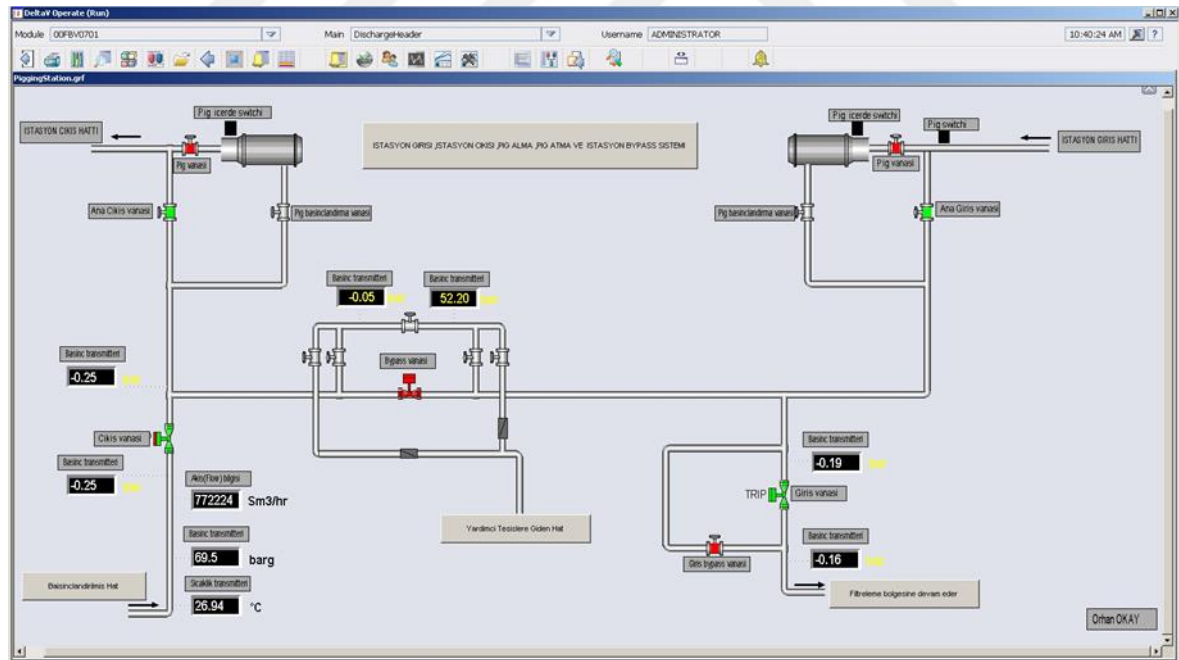 DeltaV Operate (Run)
Module 00FBV0701 Main DischargeHeader Username ADMINISTRATOR 10:40:24 AM ?
PiggingStation.grf
Pig icerde switchi
ISTASYON CIKIS HATTI
Pig vanasi
ISTASYON GIRISI ,ISTASYON CIKISI ,PIG ALMA ,PIG ATMA VE ISTASYON BYPASS SISTEMI
Pig icerde switchi
Pig switchi
ISTASYON GIRIS HATTI
Pig vanasi
Ana Cikis vanasi
Pig basinclandirma vanasi
Pig basinclandirma vanasi
Ana Giris vanasi
Basinc transmitteri
-0.05
Basinc transmitteri
52.20
Basinc transmitteri
-0.25
Bypass vanasi
Cikis vanasi
Basinc transmitteri
-0.25
Akis(Flow) bilgisi
772224 Sm3/hr
Basinc transmitteri
69.5 barg
Sicaklik transmitteri
26.94 °C
Basinclandirilmis Hat
Yardimci Tesislere Giden Hat
Basinc transmitteri
-0.19
TRIP
Giris vanasi
Basinc transmitteri
-0.16
Giris bypass vanasi
Filtreleme bolgesine devam eder
Orhan OKAY